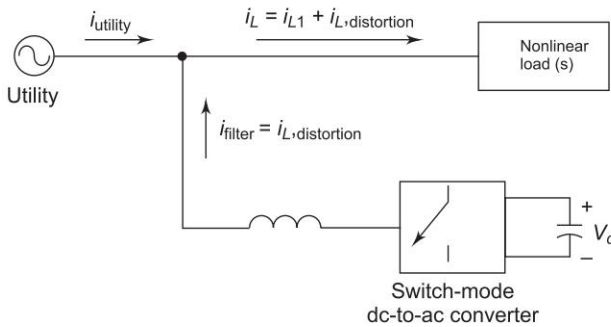 i_utility
i_L = i_L1 + i_L,distortion
Nonlinear
load (s)
Utility
i_filter = i_L,distortion
+
V_d
–
Switch-mode
dc-to-ac converter